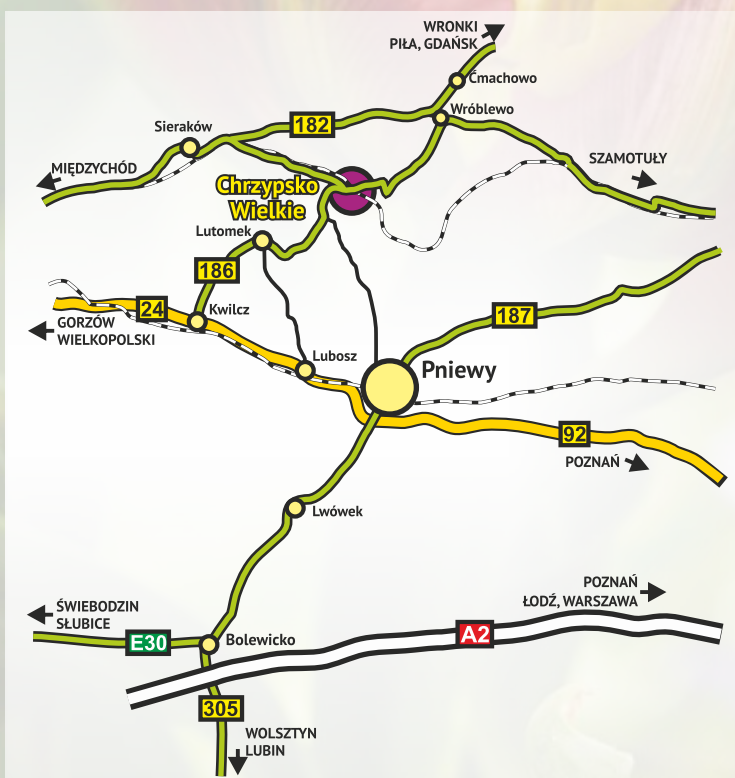 WRONKI
PIŁA, GDAŃSK
Ćmachowo
Wróblewo
182
Sieraków
MIĘDZYCHÓD
SZAMOTUŁY
Chrzypsko
Wielkie
Lutomek
186
24
Kwilcz
GORZÓW
WIELKOPOLSKI
187
Lubosz
Pniewy
92
POZNAŃ
Lwówek
POZNAŃ
ŁODŹ, WARSZAWA
ŚWIEBODZIN
SŁUBICE
E30
Bolewicko
A2
305
WOLSZTYN
LUBIN